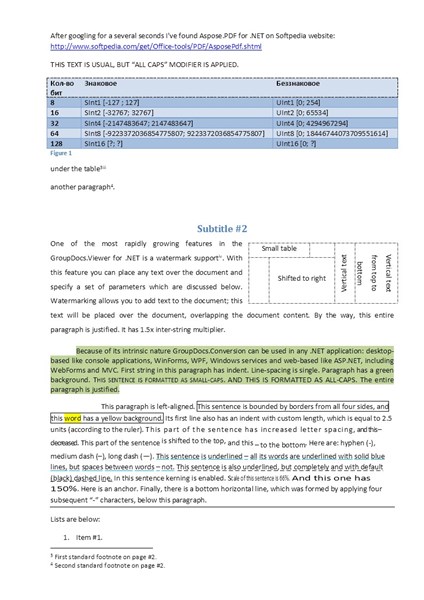 After googling for a several seconds I've found Aspose.PDF for .NET on Softpedia website:
http://www.softpedia.com/get/Office-tools/PDF/AsposePdf.shtml
THIS TEXT IS USUAL, BUT "ALL CAPS" MODIFIER IS APPLIED.
Кол-во бит Знаковое Беззнаковое
8 Sint1 [-127 ; 127] UInt1 [0; 254]
16 Sint2 [-32767; 32767] UInt2 [0; 65534]
32 Sint4 [-2147483647; 2147483647] UInt4 [0; 4294967294]
64 Sint8 [-9223372036854775807; 9223372036854775807] UInt8 [0; 18446744073709551614]
128 Sint16 [?; ?] UInt16 [0; ?]
Figure 1
under the table³
another paragraph⁴.
Subtitle #2
One of the most rapidly growing features in the
GroupDocs.Viewer for .NET is a watermark support. With
this feature you can place any text over the document and
specify a set of parameters which are discussed below.
Watermarking allows you to add text to the document; this
Small table
Shifted to right
Vertical text
bottom
from top to
Vertical text
text will be placed over the document, overlapping the document content. By the way, this entire
paragraph is justified. It has 1.5x inter-string multiplier.
Because of its intrinsic nature GroupDocs.Conversion can be used in any .NET application: desktop-
based like console applications, WinForms, WPF, Windows services and web-based like ASP.NET, including
WebForms and MVC. First string in this paragraph has indent. Line-spacing is single. Paragraph has a green
background. THIS SENTENCE IS FORMATTED AS SMALL-CAPS. AND THIS IS FORMATTED AS ALL-CAPS. The entire
paragraph is justified.
This paragraph is left-aligned. This sentence is bounded by borders from all four sides, and
this word has a yellow background. Its first line also has an indent with custom length, which is equal to 2.5
units (according to the ruler). This part of the sentence has increased letter spacing, and this–
decreased. This part of the sentence is shifted to the top, and this – to the bottom. Here are: hyphen (-),
medium dash (–), long dash (—). This sentence is underlined – all its words are underlined with solid blue
lines, but spaces between words – not. This sentence is also underlined, but completely and with default
(black) dashed line. In this sentence kerning is enabled. Scale of this sentence is 66%. And this one has
150%. Here is an anchor. Finally, there is a bottom horizontal line, which was formed by applying four
subsequent "-" characters, below this paragraph.
Lists are below:
1. Item #1.
³ First standard footnote on page #2.
⁴ Second standard footnote on page #2.